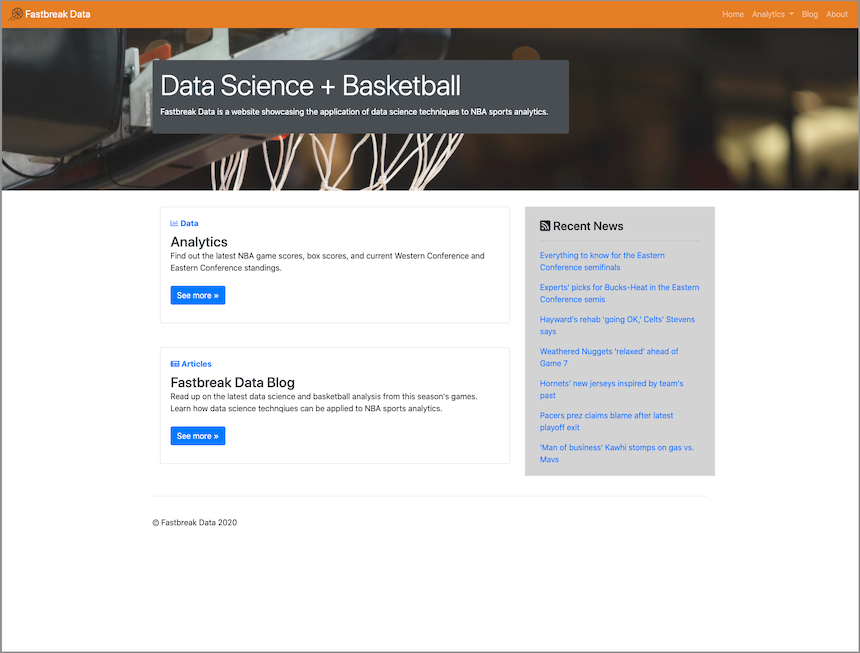 Fastbreak Data
Home Analytics Blog About
Data Science + Basketball
Fastbreak Data is a website showcasing the application of data science techniques to NBA sports analytics.
Data
Analytics
Find out the latest NBA game scores, box scores, and current Western Conference and
Eastern Conference standings.
See more »
Articles
Fastbreak Data Blog
Read up on the latest data science and basketball analysis from this season's games.
Learn how data science technqiues can be applied to NBA sports analytics.
See more »
Recent News
Everything to know for the Eastern
Conference semifinals
Experts' picks for Bucks-Heat in the Eastern
Conference semis
Hayward's rehab 'going OK,' Celts' Stevens
says
Weathered Nuggets 'relaxed' ahead of
Game 7
Hornets' new jerseys inspired by team's
past
Pacers prez claims blame after latest
playoff exit
'Man of business' Kawhi stomps on gas vs.
Mavs
© Fastbreak Data 2020